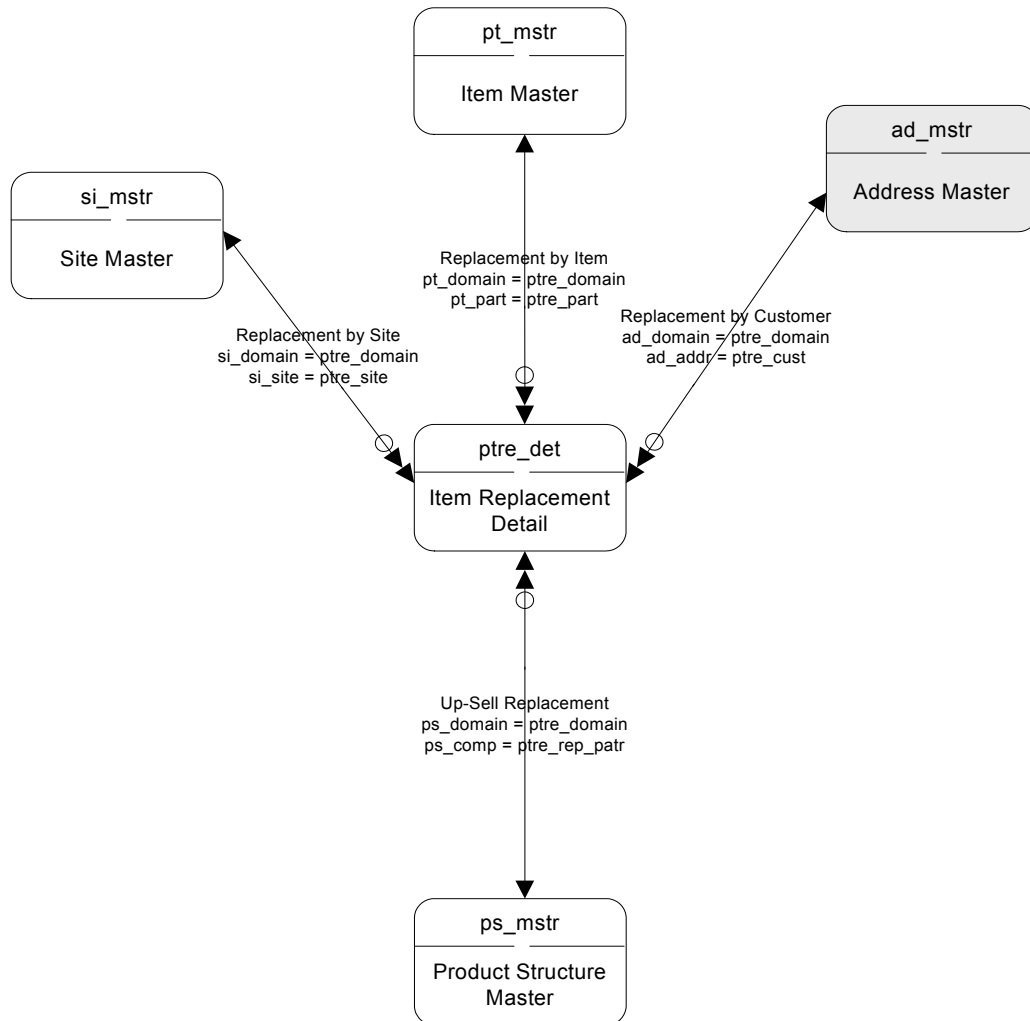 pt_mstr
Item Master
ad_mstr
Address Master
si_mstr
Site Master
Replacement by Item
pt_domain = ptre_domain
pt_part = ptre_part
Replacement by Customer
ad_domain = ptre_domain
ad_addr = ptre_cust
Replacement by Site
si_domain = ptre_domain
si_site = ptre_site
ptre_det
Item Replacement
Detail
Up-Sell Replacement
ps_domain = ptre_domain
ps_comp = ptre_rep_patr
ps_mstr
Product Structure
Master